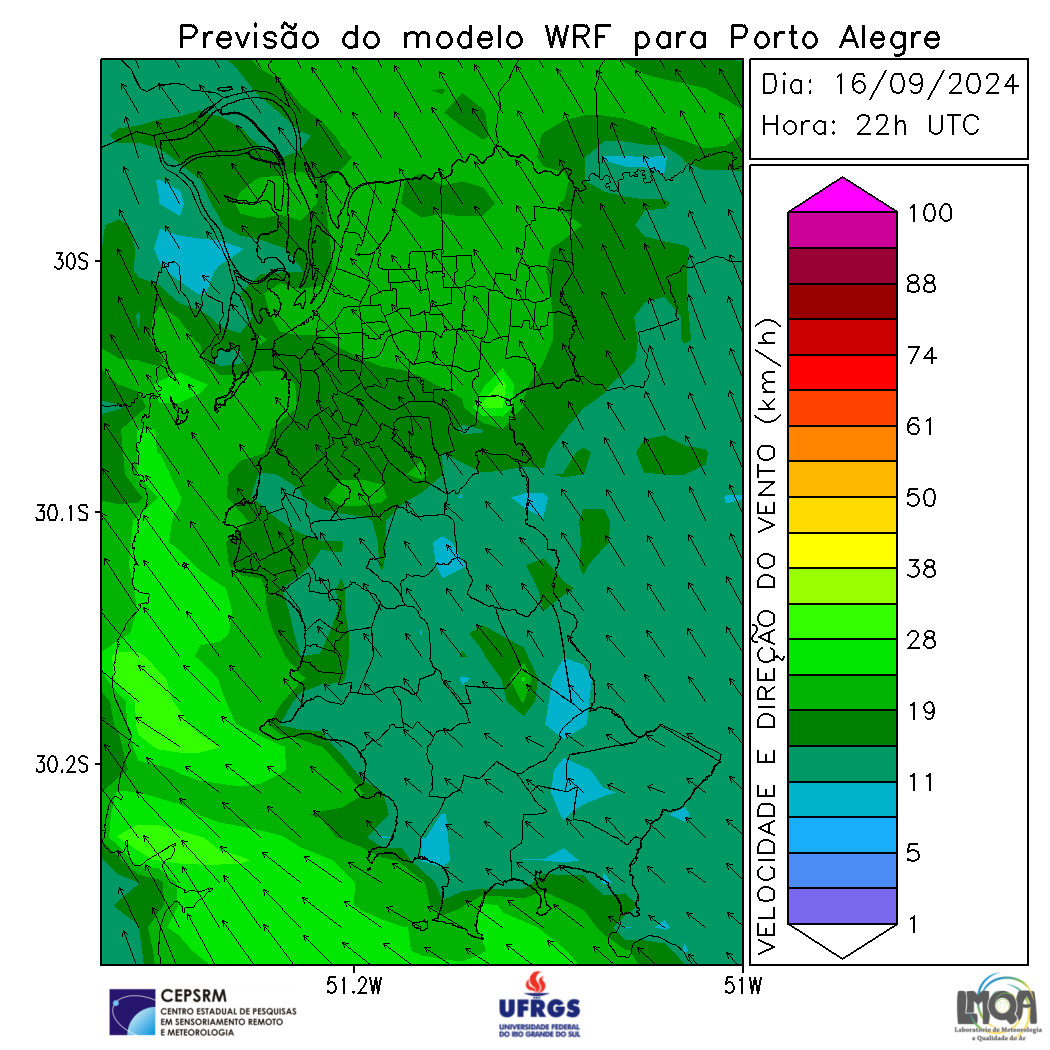 Previsão do modelo WRF para Porto Alegre
Dia: 16/09/2024
Hora: 22h UTC
30S
30.1S
30.2S
51.2W
51W
VELOCIDADE E DIREÇÃO DO VENTO (km/h)
100
88
74
61
50
38
28
19
11
5
1
CEPSRM
CENTRO ESTADUAL DE PESQUISAS
EM SENSORIAMENTO REMOTO
E METEOROLOGIA
UFRGS
UNIVERSIDADE FEDERAL
DO RIO GRANDE DO SUL
LMQA
Laboratório de Meteorologia
e Qualidade do Ar